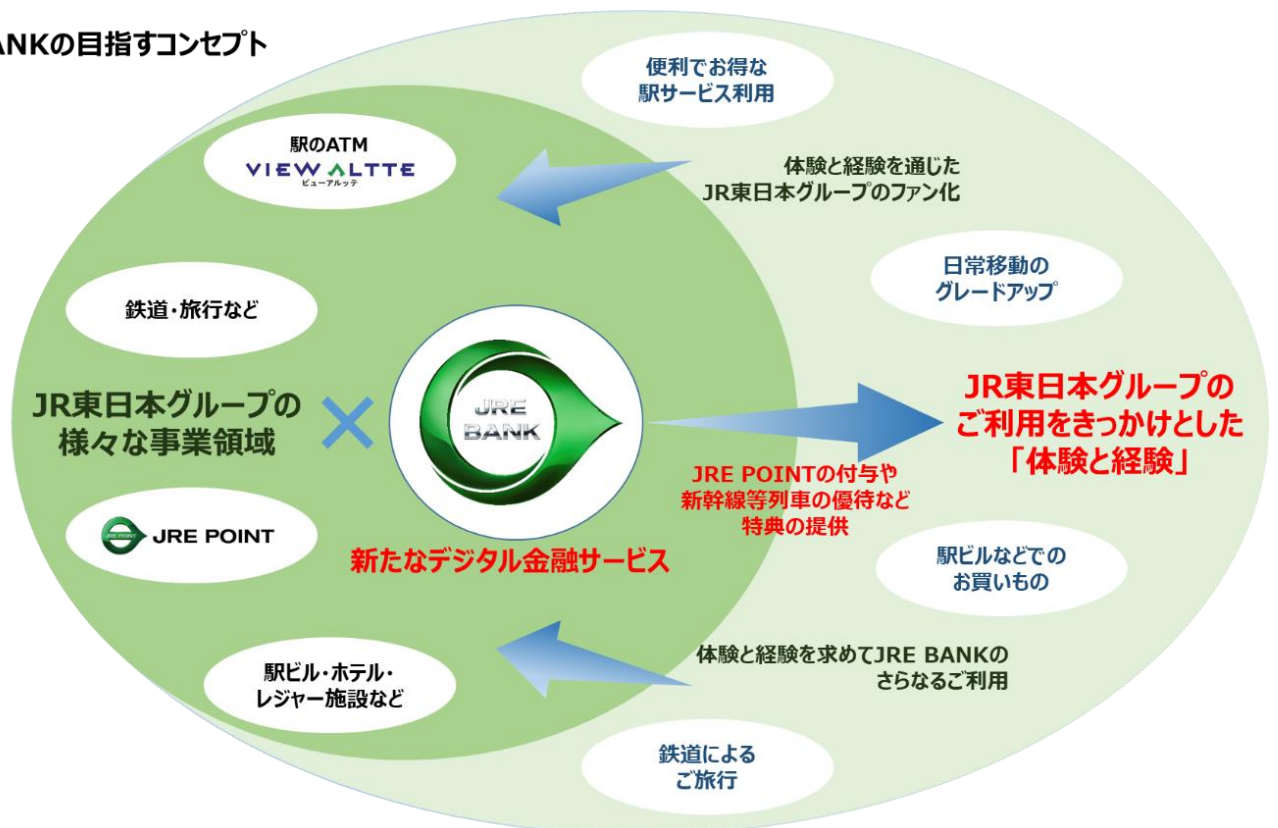 ANKの目指すコンセプト
便利でお得な
駅サービス利用
駅のATM
VIEW ALTTE
ビューアルッテ
体験と経験を通じた
JR東日本グループのファン化
日常移動の
グレードアップ
鉄道・旅行など
JR東日本グループの
様々な事業領域
×
JRE
BANK
新たなデジタル金融サービス
JRE POINTの付与や
新幹線等列車の優待など
特典の提供
JR東日本グループの
ご利用をきっかけとした
「体験と経験」
JRE POINT
JRE POINT
駅ビルなどでの
お買いもの
駅ビル・ホテル・
レジャー施設など
体験と経験を求めてJRE BANKの
さらなるご利用
鉄道による
ご旅行